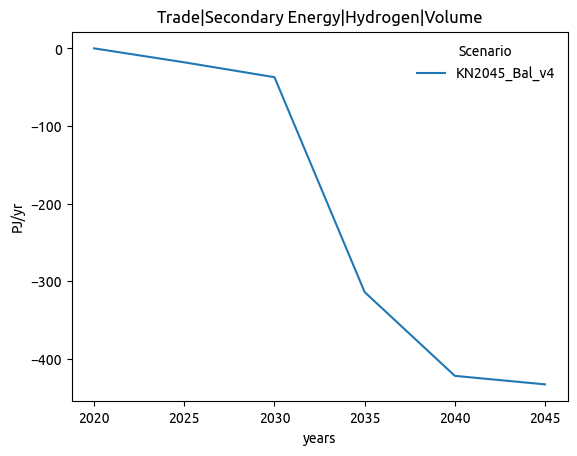 Trade|Secondary Energy|Hydrogen|Volume
Scenario
KN2045_Bal_v4
0
−100
−200
−300
−400
PJ/yr
2020 2025 2030 2035 2040 2045
years